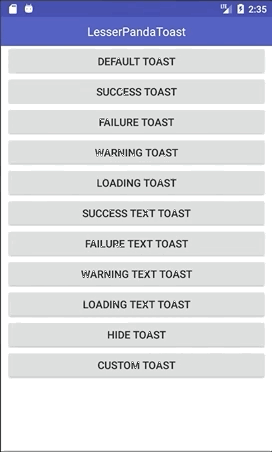 2:35
LesserPandaToast
DEFAULT TOAST
SUCCESS TOAST
FAILURE TOAST
WARNING TOAST
LOADING TOAST
SUCCESS TEXT TOAST
FAILURE TEXT TOAST
WARNING TEXT TOAST
LOADING TEXT TOAST
HIDE TOAST
CUSTOM TOAST